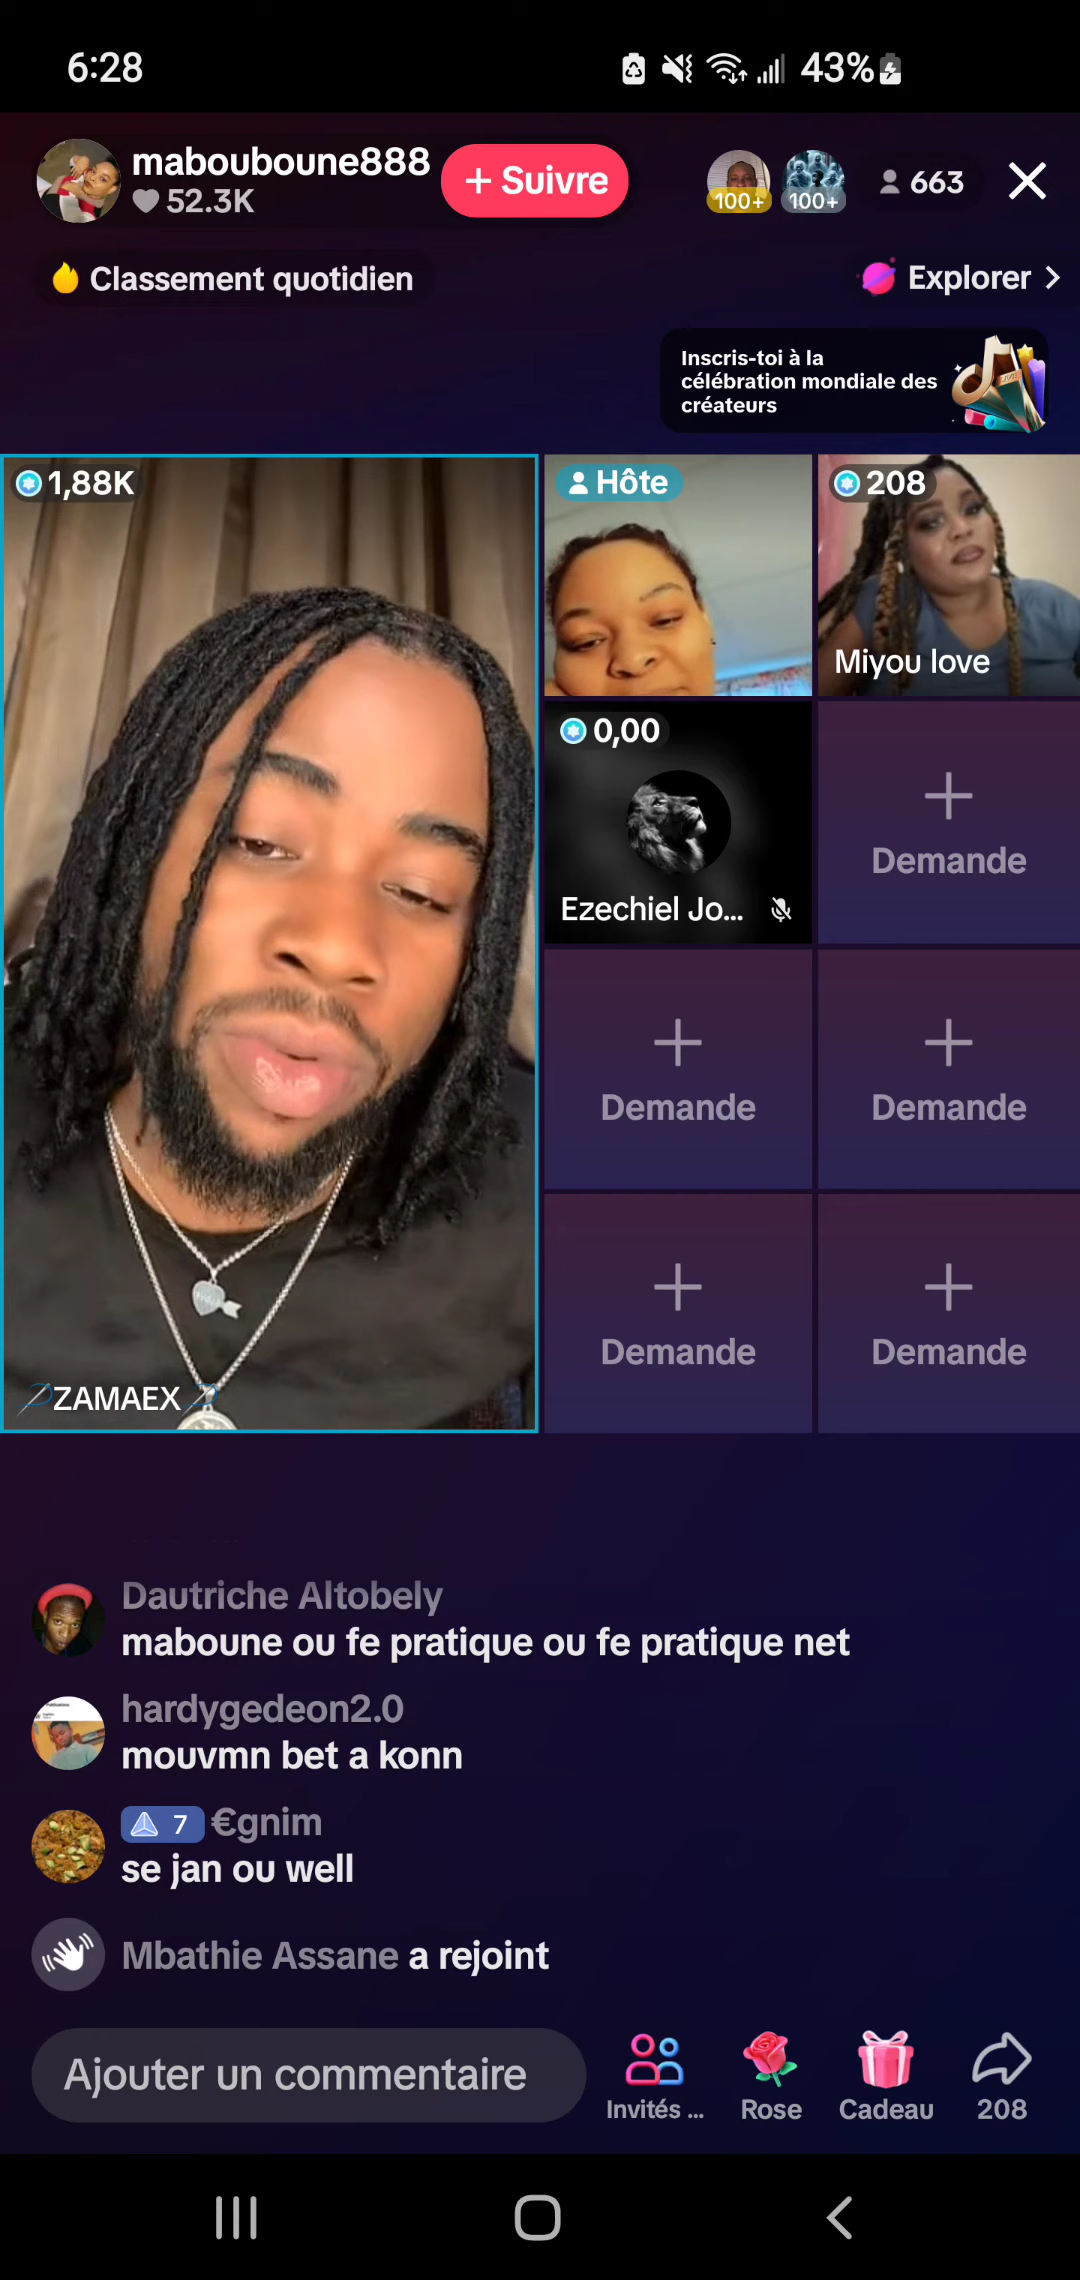 6:28
43%
mabouboune888
52.3K
+ Suivre
100+
100+
663
Classement quotidien
Explorer
Inscris-toi à la
célébration mondiale des
créateurs
1,88K
Hôte
208
Miyou love
0,00
Ezechiel Jo...
Demande
Demande
Demande
Demande
Demande
ZAMAEX
Dautriche Altobely
maboune ou fe pratique ou fe pratique net
hardygedeon2.0
mouvmn bet a konn
7 €gnim
se jan ou well
Mbathie Assane a rejoint
Ajouter un commentaire
Invités ...
Rose
Cadeau
208